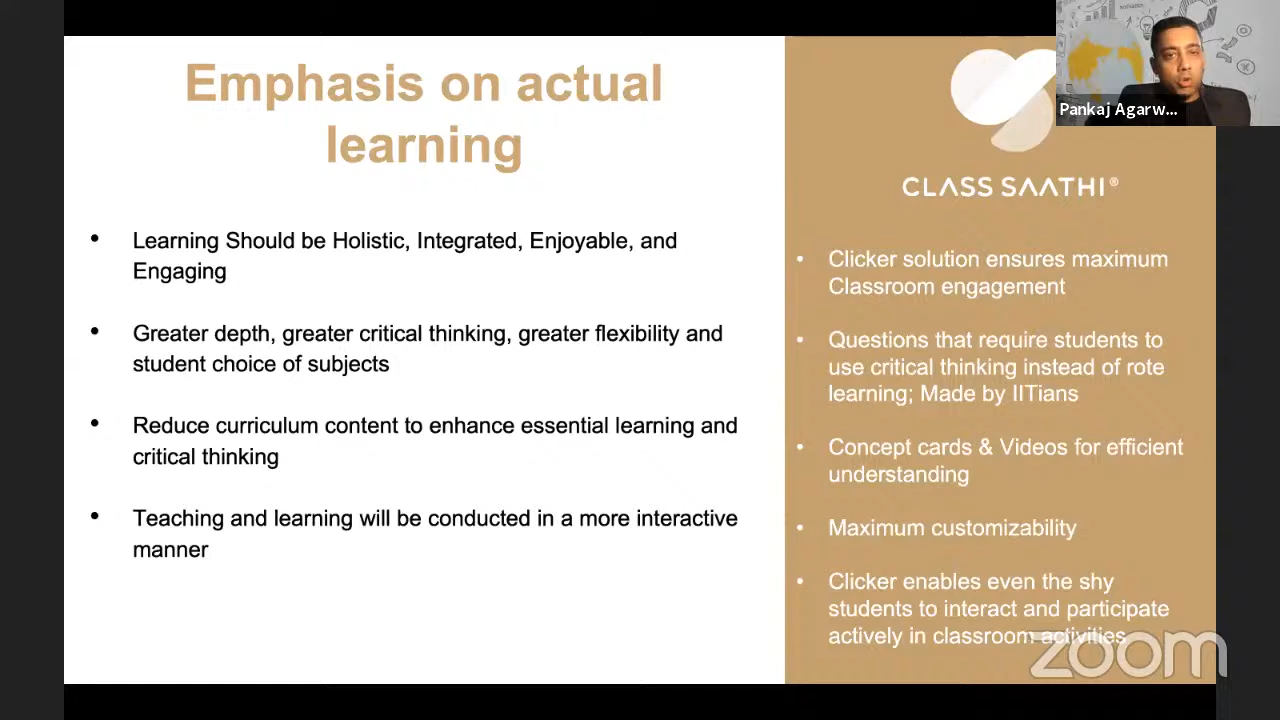 Emphasis on actual
learning
• Learning Should be Holistic, Integrated, Enjoyable, and
Engaging
• Greater depth, greater critical thinking, greater flexibility and
student choice of subjects
• Reduce curriculum content to enhance essential learning and
critical thinking
• Teaching and learning will be conducted in a more interactive
manner
Pankaj Agarw...
CLASS SAATHI®
• Clicker solution ensures maximum
Classroom engagement
• Questions that require students to
use critical thinking instead of rote
learning; Made by IITians
• Concept cards & Videos for efficient
understanding
• Maximum customizability
• Clicker enables even the shy
students to interact and participate
actively in classroom activities
zoom